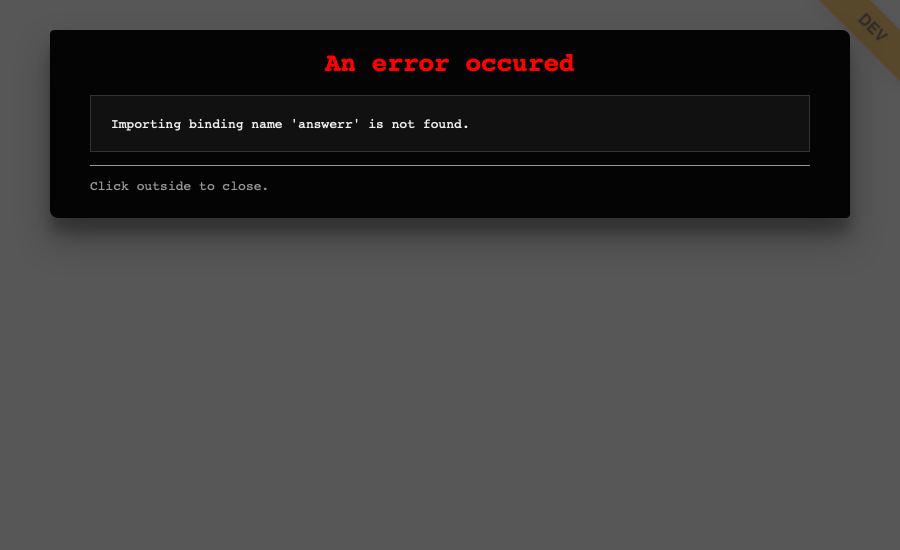 DEV
An error occured
Importing binding name 'answerr' is not found.
Click outside to close.